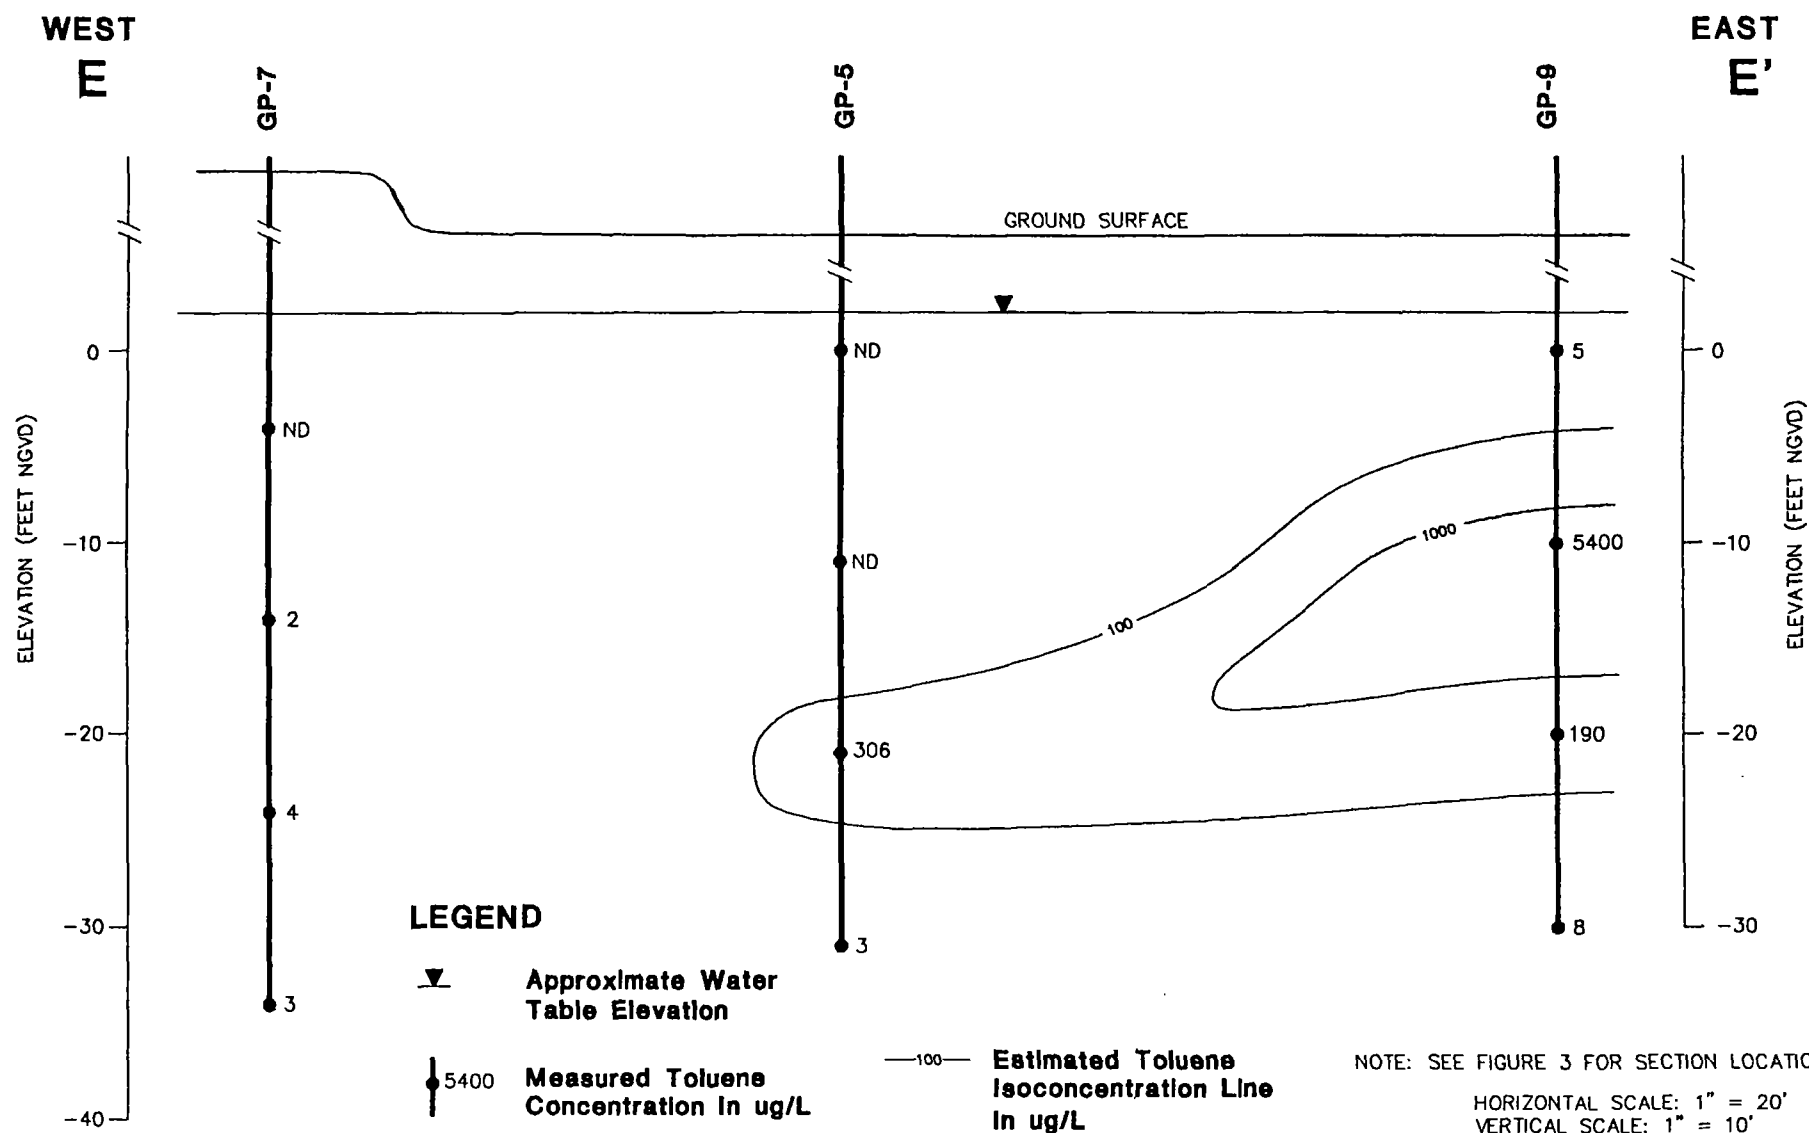 WEST
EAST
E
E'
GP-7
GP-5
GP-9
GROUND SURFACE
ND
5
0
0
ND
ELEVATION (FEET NGVD)
ELEVATION (FEET NGVD)
-10
ND
1000
5400
-10
2
100
-20
306
190
-20
4
-30
3
8
-30
3
-40
LEGEND
Approximate Water
Table Elevation
5400
Measured Toluene
Concentration in ug/L
100
Estimated Toluene
Isoconcentration Line
in ug/L
NOTE: SEE FIGURE 3 FOR SECTION LOCATIO
HORIZONTAL SCALE: 1" = 20'
VERTICAL SCALE: 1" = 10'